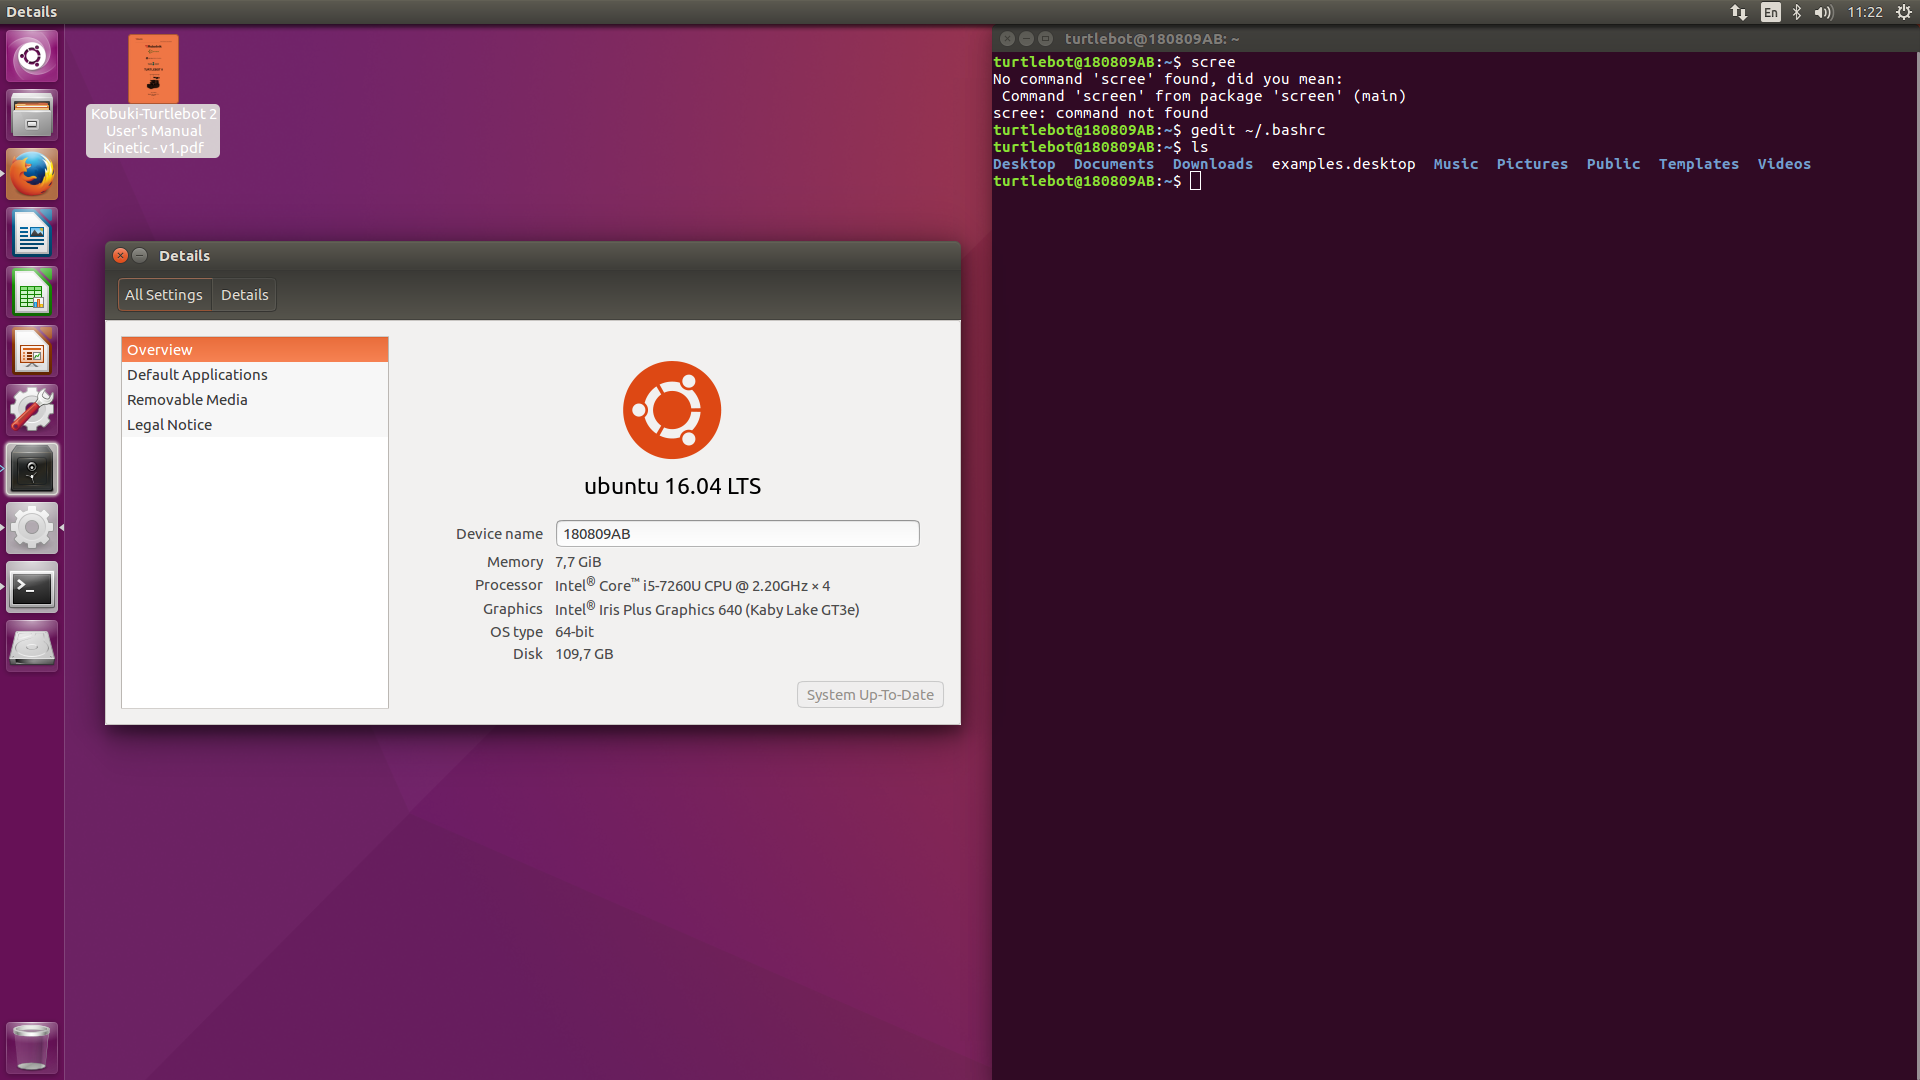 Details
En
11:22
Kobuki-Turtlebot 2
User's Manual
Kinetic - v1.pdf
Details
All Settings Details
Overview
Default Applications
Removable Media
Legal Notice
ubuntu 16.04 LTS
Device name 180809AB
Memory 7,7 GiB
Processor Intel® Core™ i5-7260U CPU @ 2.20GHz × 4
Graphics Intel® Iris Plus Graphics 640 (Kaby Lake GT3e)
OS type 64-bit
Disk 109,7 GB
System Up-To-Date
turtlebot@180809AB: ~
turtlebot@180809AB:~$ scree
No command 'scree' found, did you mean:
Command 'screen' from package 'screen' (main)
scree: command not found
turtlebot@180809AB:~$ gedit ~/.bashrc
turtlebot@180809AB:~$ ls
Desktop Documents Downloads examples.desktop Music Pictures Public Templates Videos
turtlebot@180809AB:~$